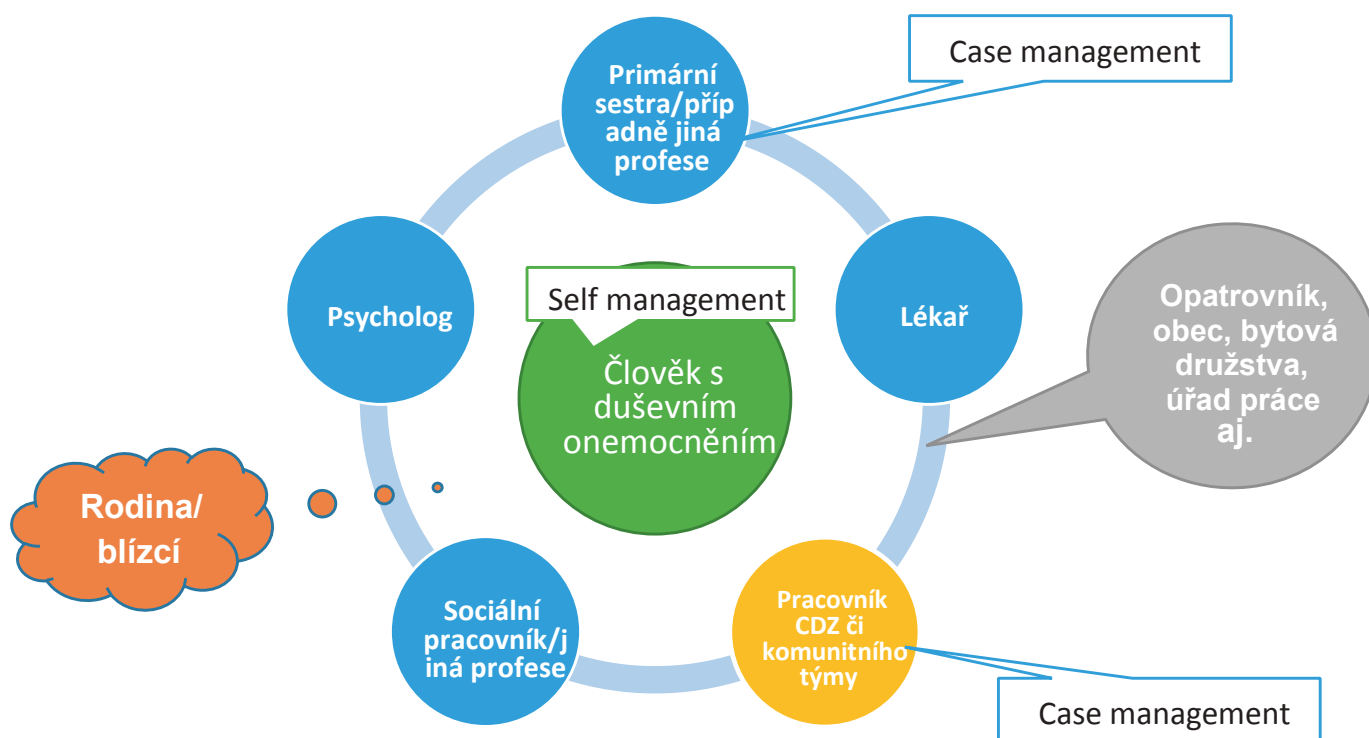 Case management
Primární
sestra/příp
adně jiná
profese
Psycholog
Self management
Lékař
Člověk s
duševním
onemocněním
Opatrovník,
obec, bytová
družstva,
úřad práce
aj.
Rodina/
blízcí
Sociální
pracovník/j
iná profese
Pracovník
CDZ či
komunitního
týmy
Case management